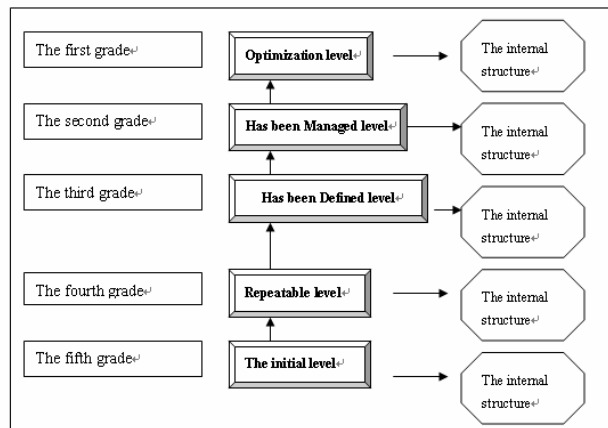 The first grade↵
Optimization level↵
The internal
structure↵
The second grade↵
Has been Managed level↵
The internal
structure↵
The third grade↵
Has been Defined level↵
The internal
structure↵
The fourth grade↵
Repeatable level↵
The internal
structure↵
The fifth grade↵
The initial level↵
The internal
structure↵